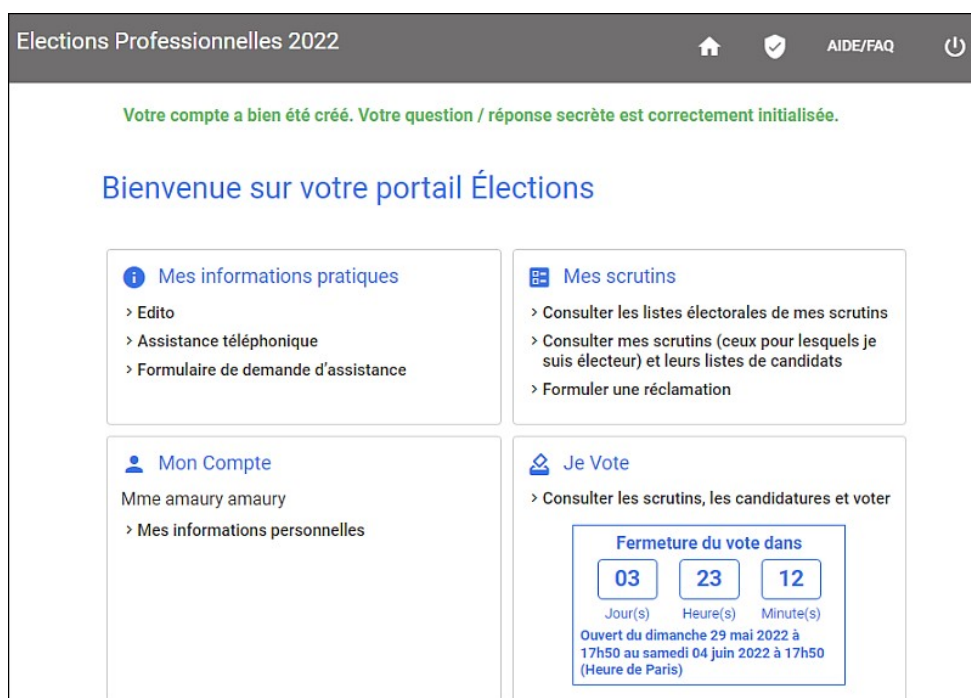 Elections Professionnelles 2022
AIDE/FAQ
Votre compte a bien été créé. Votre question / réponse secrète est correctement initialisée.
Bienvenue sur votre portail Élections
Mes informations pratiques
> Edito
> Assistance téléphonique
> Formulaire de demande d'assistance
Mes scrutins
> Consulter les listes électorales de mes scrutins
> Consulter mes scrutins (ceux pour lesquels je
suis électeur) et leurs listes de candidats
> Formuler une réclamation
Mon Compte
Mme amaury amaury
> Mes informations personnelles
Je Vote
> Consulter les scrutins, les candidatures et voter
Fermeture du vote dans
03 23 12
Jour(s) Heure(s) Minute(s)
Ouvert du dimanche 29 mai 2022 à
17h50 au samedi 04 juin 2022 à 17h50
(Heure de Paris)